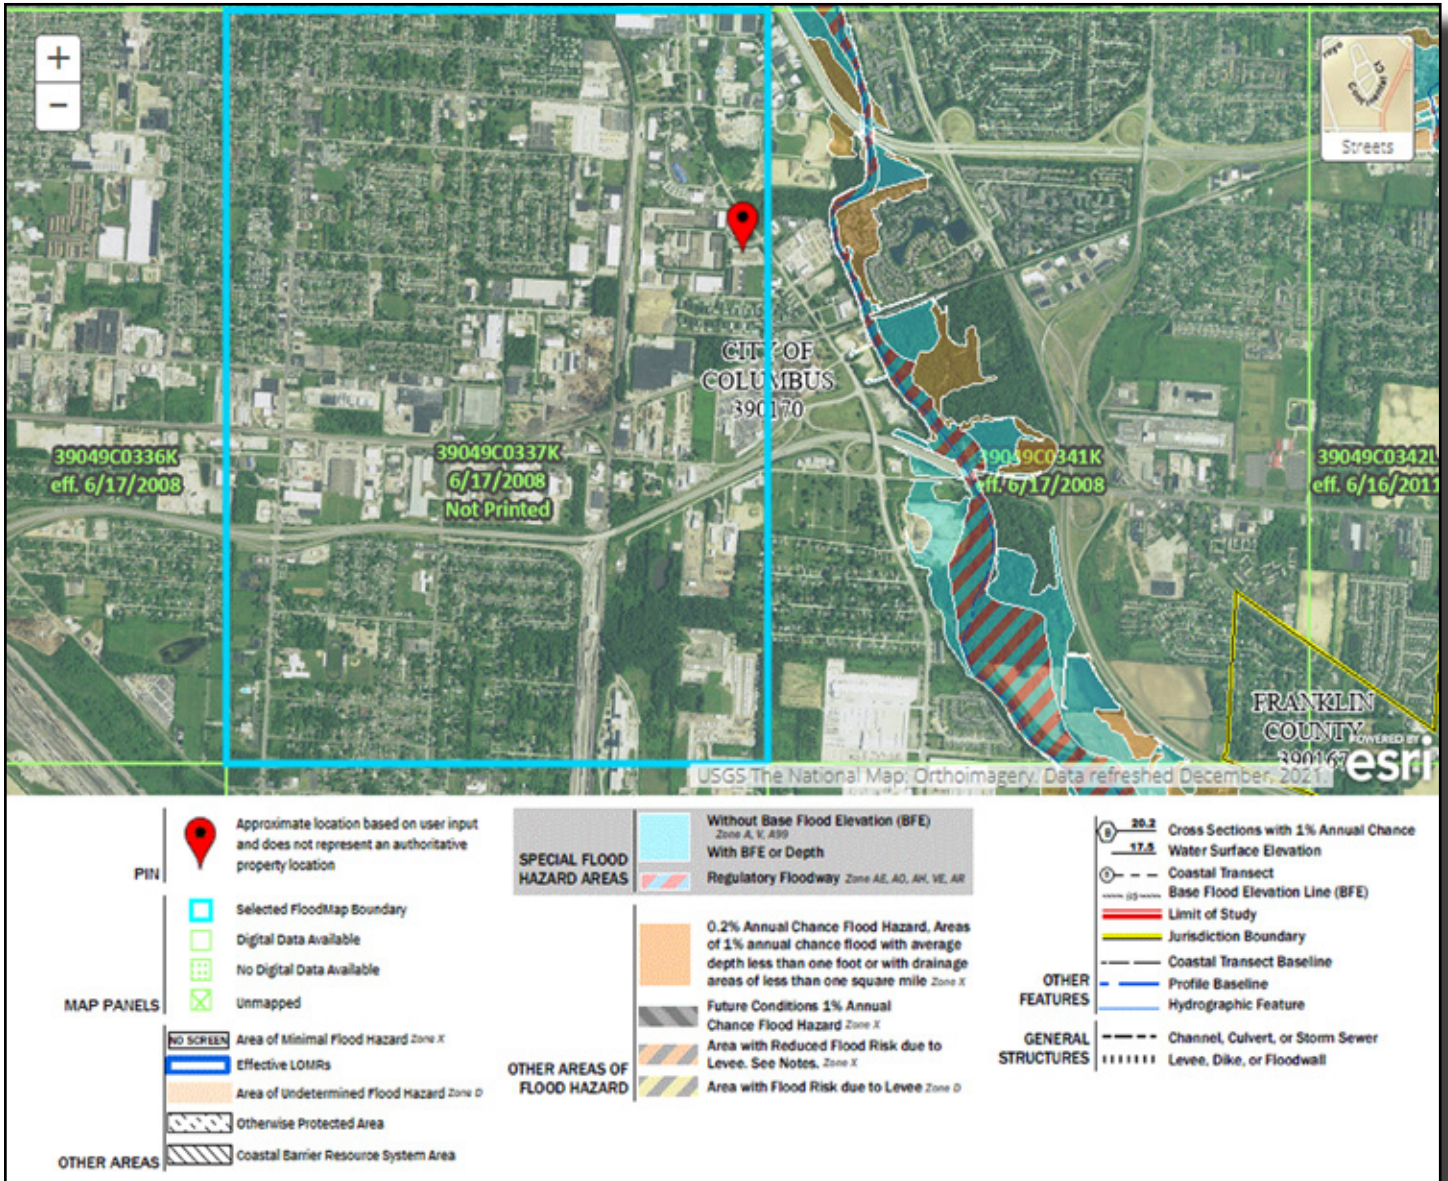 +
−
Streets
CITY OF
COLUMBUS
390170
39049C0336K
eff. 6/17/2008
39049C0337K
6/17/2008
Not Printed
39049C0341K
eff. 6/17/2008
39049C0342L
eff. 6/16/2011
FRANKLIN
COUNTY
390167
POWERED BY
esri
USGS The National Map: Orthoimagery. Data refreshed December, 2021.
PIN
Approximate location based on user input
and does not represent an authoritative
property location
MAP PANELS
Selected FloodMap Boundary
Digital Data Available
No Digital Data Available
Unmapped
OTHER AREAS
NO SCREEN Area of Minimal Flood Hazard Zone X
Effective LOMRs
Area of Undetermined Flood Hazard Zone D
Otherwise Protected Area
Coastal Barrier Resource System Area
SPECIAL FLOOD
HAZARD AREAS
Without Base Flood Elevation (BFE)
Zone A, V, A99
With BFE or Depth
Regulatory Floodway Zone AE, AO, AH, VE, AR
OTHER AREAS OF
FLOOD HAZARD
0.2% Annual Chance Flood Hazard, Areas
of 1% annual chance flood with average
depth less than one foot or with drainage
areas of less than one square mile Zone X
Future Conditions 1% Annual
Chance Flood Hazard Zone X
Area with Reduced Flood Risk due to
Levee. See Notes. Zone X
Area with Flood Risk due to Levee Zone D
OTHER
FEATURES
20.2 Cross Sections with 1% Annual Chance
17.5 Water Surface Elevation
Coastal Transect
Base Flood Elevation Line (BFE)
Limit of Study
Jurisdiction Boundary
Coastal Transect Baseline
Profile Baseline
Hydrographic Feature
GENERAL
STRUCTURES
Channel, Culvert, or Storm Sewer
Levee, Dike, or Floodwall